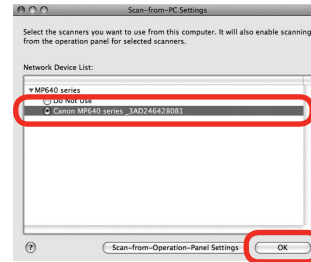 Scan-from-PC Settings
Select the scanners you want to use from this computer. It will also enable scanning
from the operation panel for selected scanners.
Network Device List:
▼MP640 series
Do Not Use
Canon MP640 series _3AD246428081
?
Scan-from-Operation-Panel Settings
OK